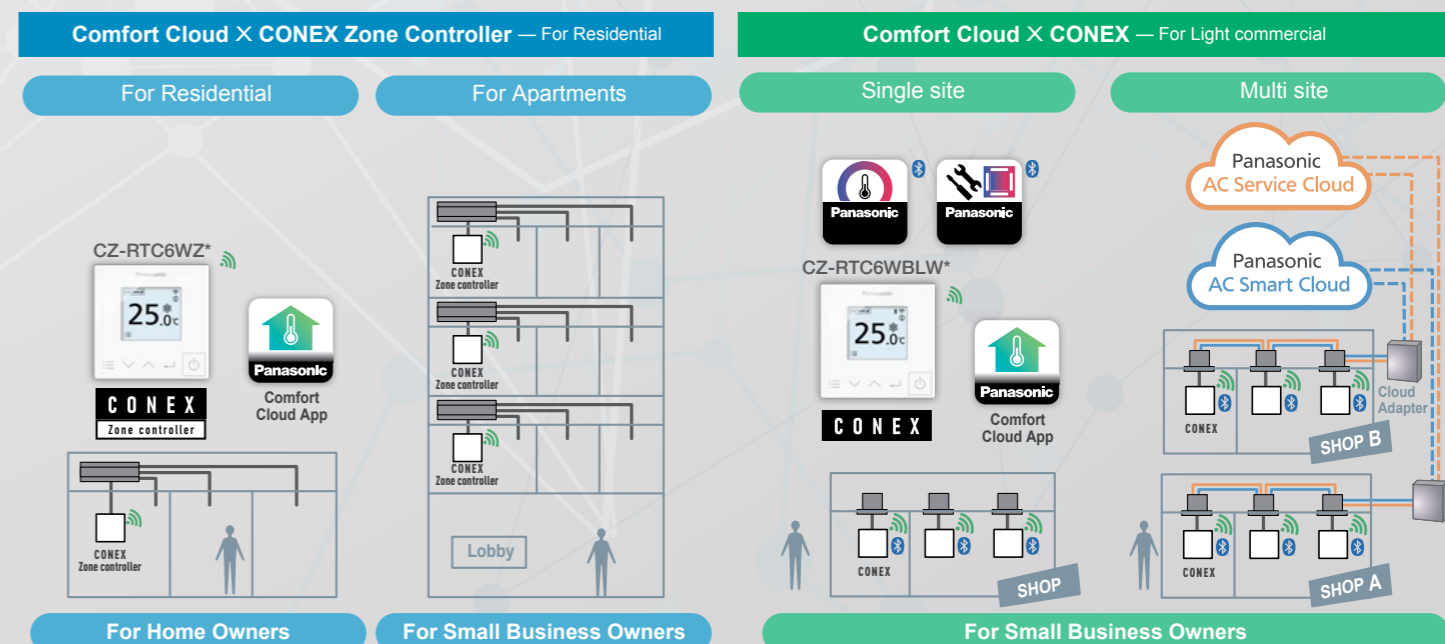 Comfort Cloud X CONEX Zone Controller — For Residential
For Residential
For Apartments
CZ-RTC6WZ*
Panasonic
25.0c
CONEX
Zone controller
Panasonic
Comfort
Cloud App
CONEX
Zone controller
CONEX
Zone controller
CONEX
Zone controller
CONEX
Zone controller
Lobby
For Home Owners
For Small Business Owners
Comfort Cloud X CONEX — For Light commercial
Single site
Multi site
Panasonic
Panasonic
CZ-RTC6WBLW*
Panasonic
25.0c
CONEX
Panasonic
Comfort
Cloud App
CONEX
SHOP
Panasonic
AC Service Cloud
Panasonic
AC Smart Cloud
Cloud
Adapter
CONEX
SHOP B
CONEX
SHOP A
For Small Business Owners